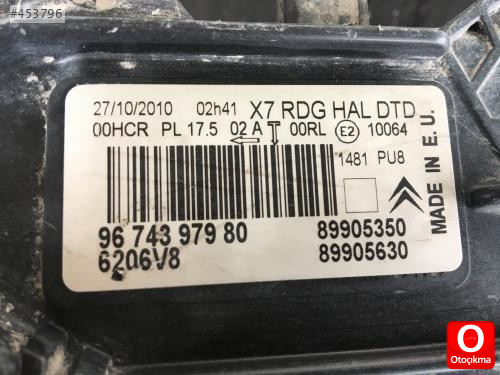 #453796
27/10/2010 02h41 X7 RDG HAL DTD
00HCR PL 17.5 02 A 00RL E2 10064
1481 PU8
MADE IN E.U.
96 743 979 80 89905350
6206V8 89905630
O
Otoçıkma